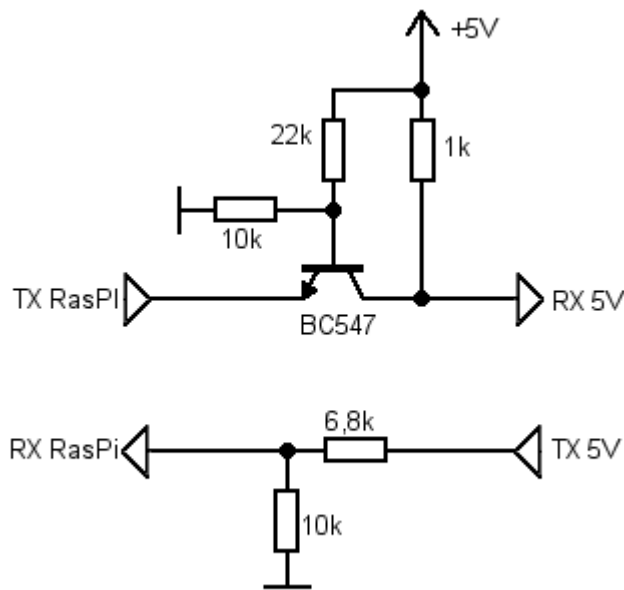 +5V
22k
1k
10k
TX RasPI
BC547
RX 5V
6,8k
RX RasPi
TX 5V
10k